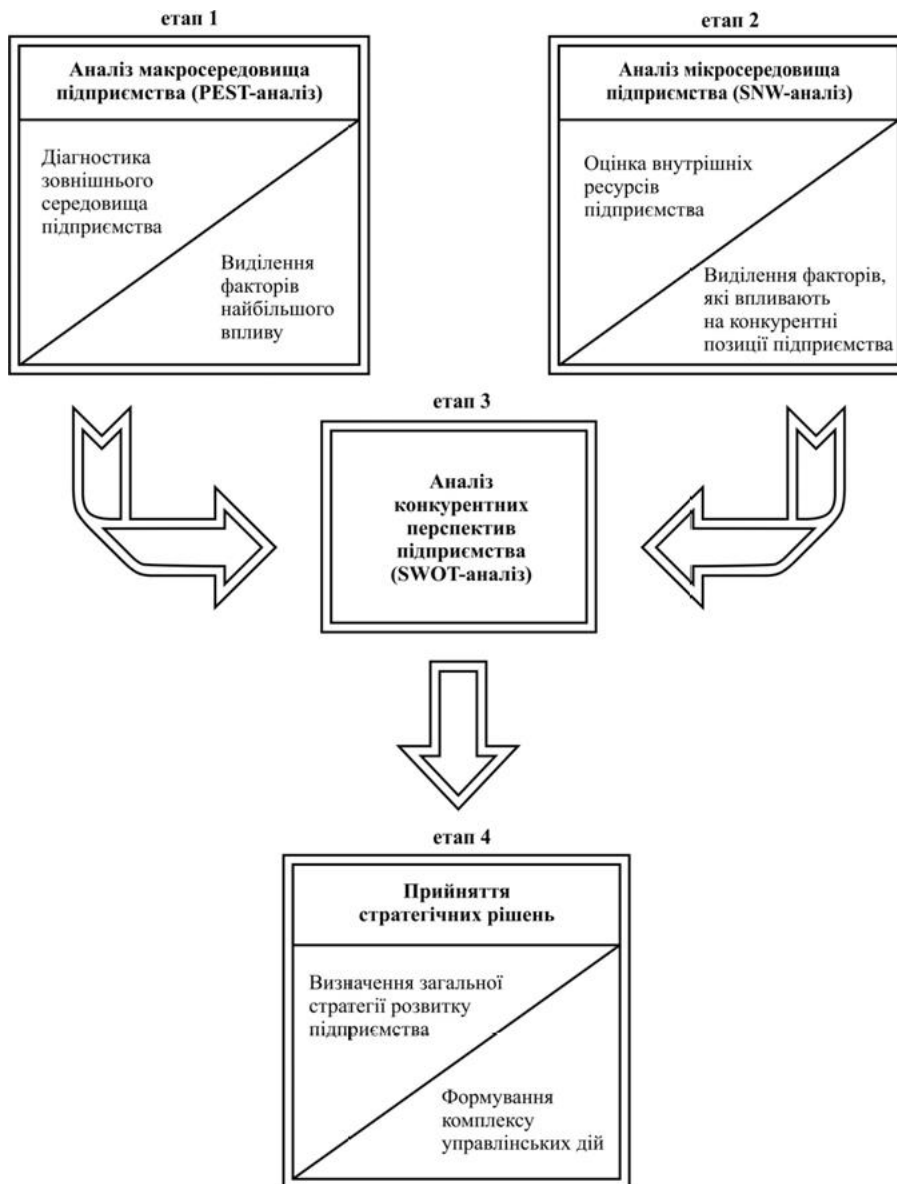 етап 1
Аналіз макросередовища
підприємства (PEST-аналіз)
Діагностика
зовнішнього
середовища
підприємства
Виділення
факторів
найбільшого
впливу
етап 2
Аналіз мікросередовища
підприємства (SNW-аналіз)
Оцінка внутрішніх
ресурсів
підприємства
Виділення факторів,
які впливають
на конкурентні
позиції підприємства
етап 3
Аналіз
конкурентних
перспектив
підприємства
(SWOT-аналіз)
етап 4
Прийняття
стратегічних рішень
Визначення загальної
стратегії розвитку
підприємства
Формування
комплексу
управлінських дій